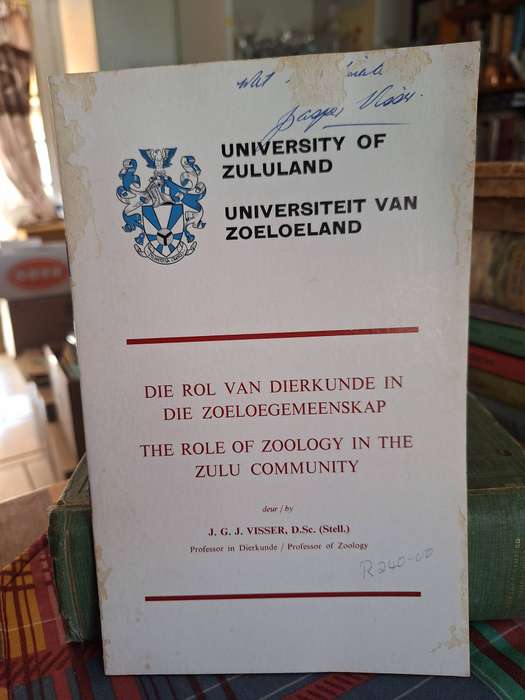 Met
Jasper Visser.
UNIVERSITY OF
ZULULAND
UNIVERSITEIT VAN
ZOELOELAND
DIE ROL VAN DIERKUNDE IN
DIE ZOELOEGEMEENSKAP
THE ROLE OF ZOOLOGY IN THE
ZULU COMMUNITY
deur / by
J. G. J. VISSER, D.Sc. (Stell.)
Professor in Dierkunde / Professor of Zoology
R240-00